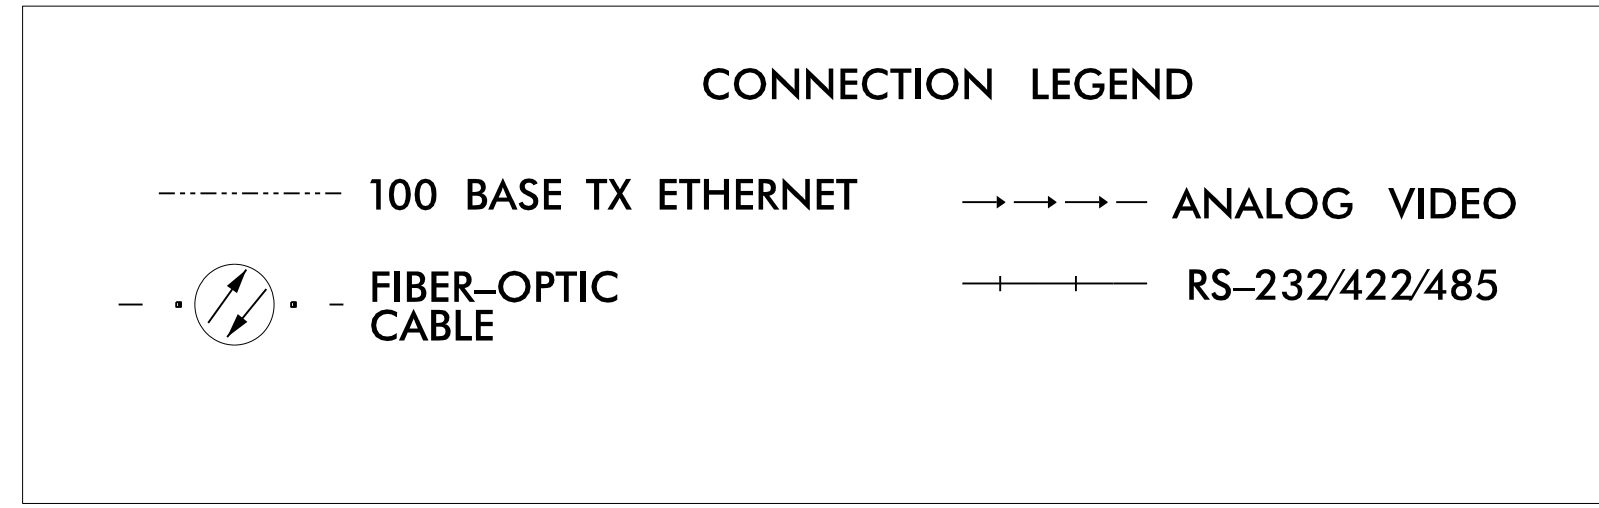 CONNECTION LEGEND
100 BASE TX ETHERNET
ANALOG VIDEO
FIBER–OPTIC
CABLE
RS–232/422/485